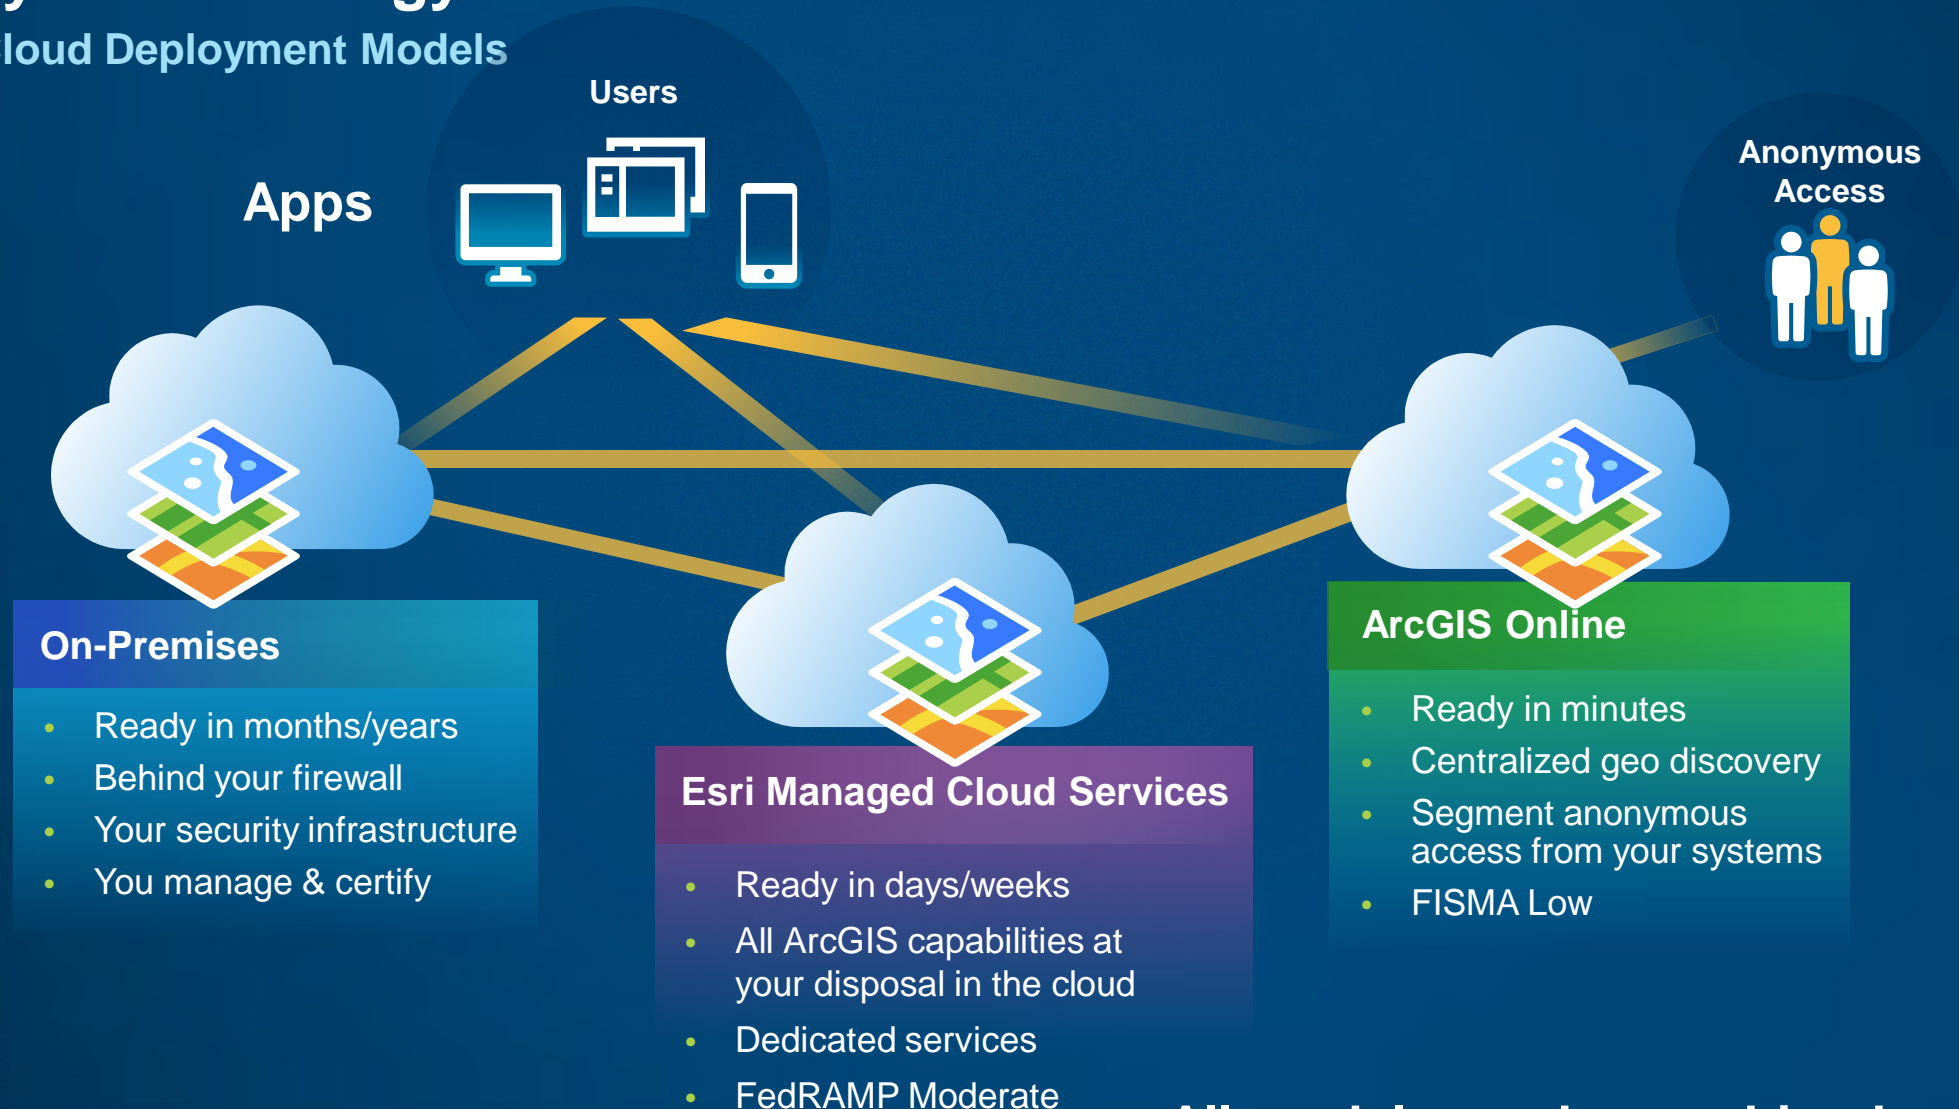 loud Deployment Models
Users
Apps
Anonymous
Access
On-Premises
• Ready in months/years
• Behind your firewall
• Your security infrastructure
• You manage & certify
Esri Managed Cloud Services
• Ready in days/weeks
• All ArcGIS capabilities at
your disposal in the cloud
• Dedicated services
• FedRAMP Moderate
ArcGIS Online
• Ready in minutes
• Centralized geo discovery
• Segment anonymous
access from your systems
• FISMA Low